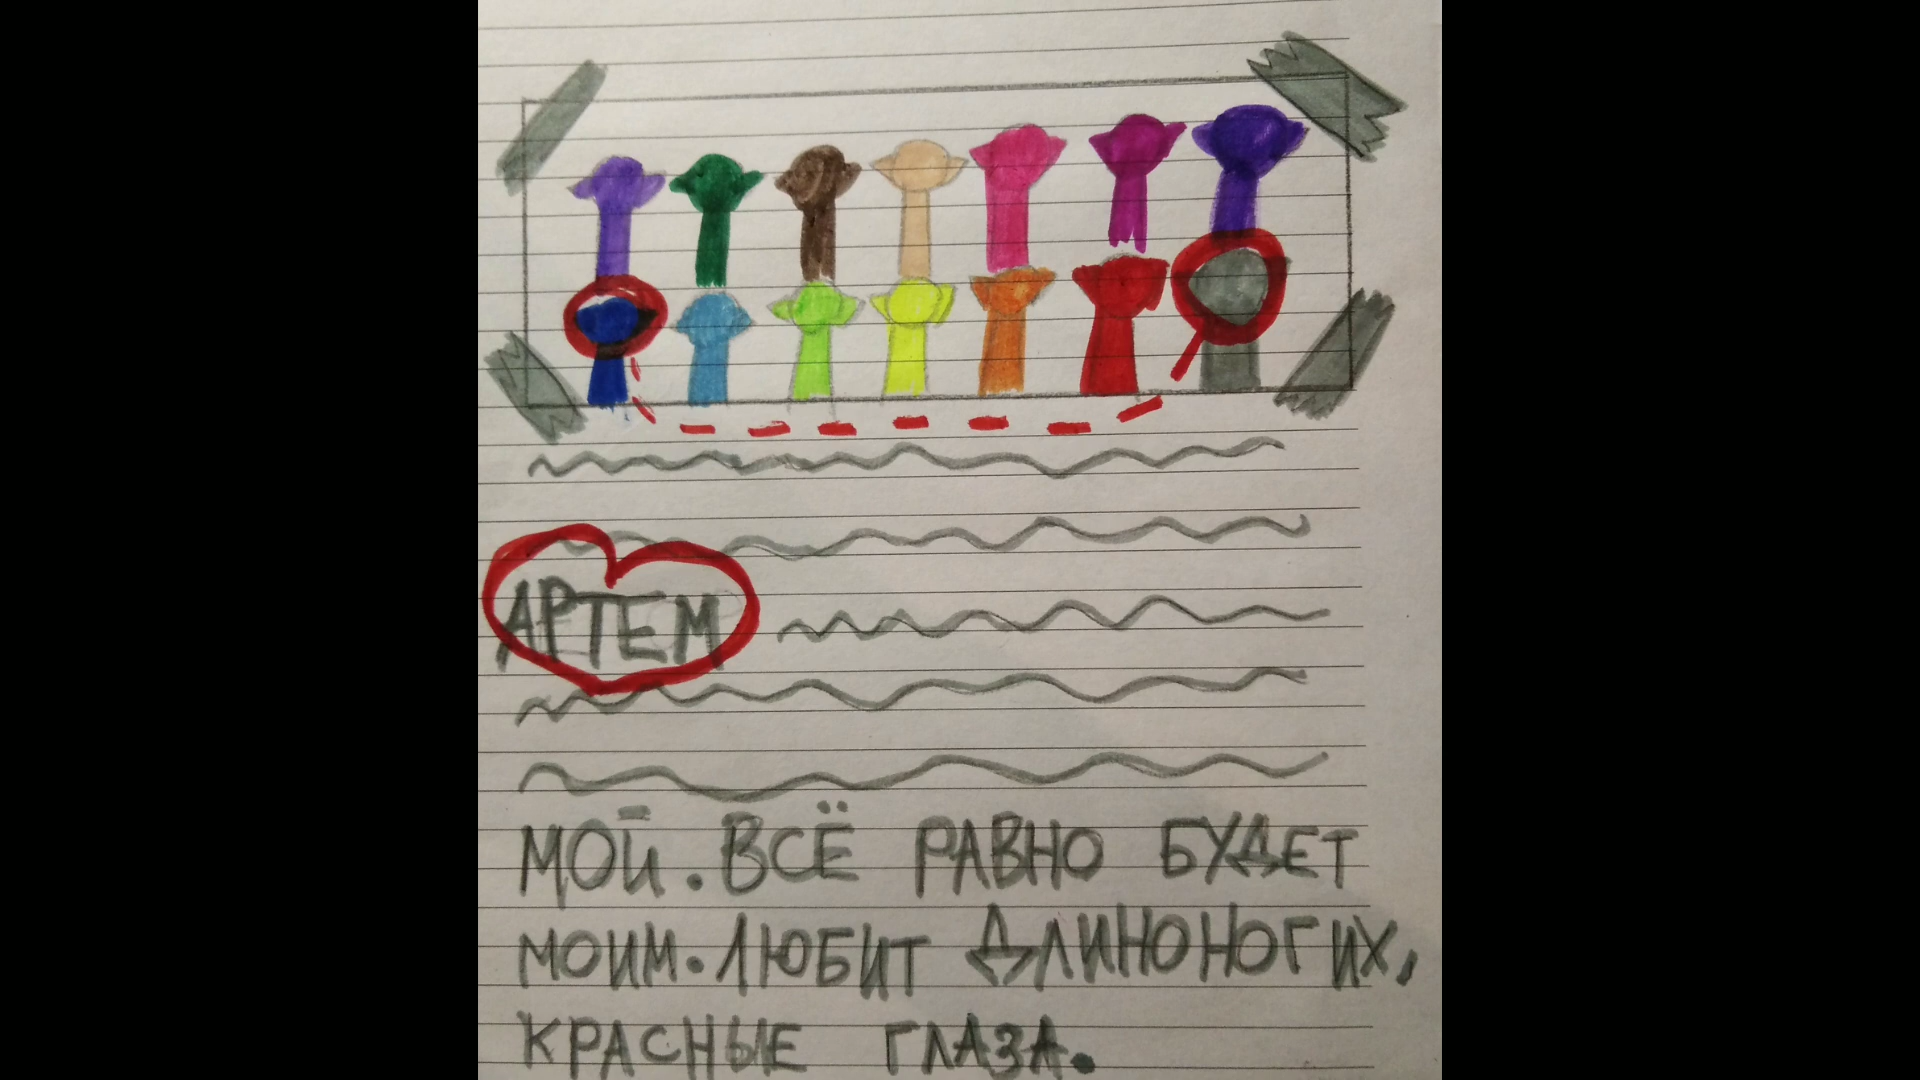 АРТЕМ
МОЙ. ВСЁ РАВНО БУДЕТ
МОИМ. ЛЮБИТ ДЛИНОНОГИХ,
КРАСНЫЕ ГЛАЗА.